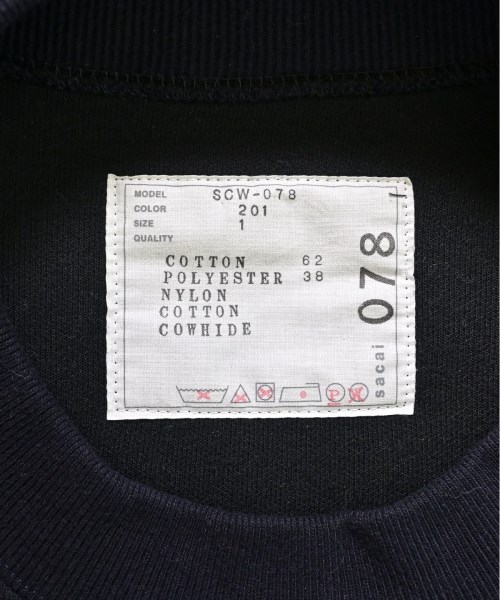 MODEL SCW-078
COLOR 201
SIZE 1
QUALITY
COTTON 62
POLYESTER 38
NYLON
COTTON
COWHIDE
sacai 078
P